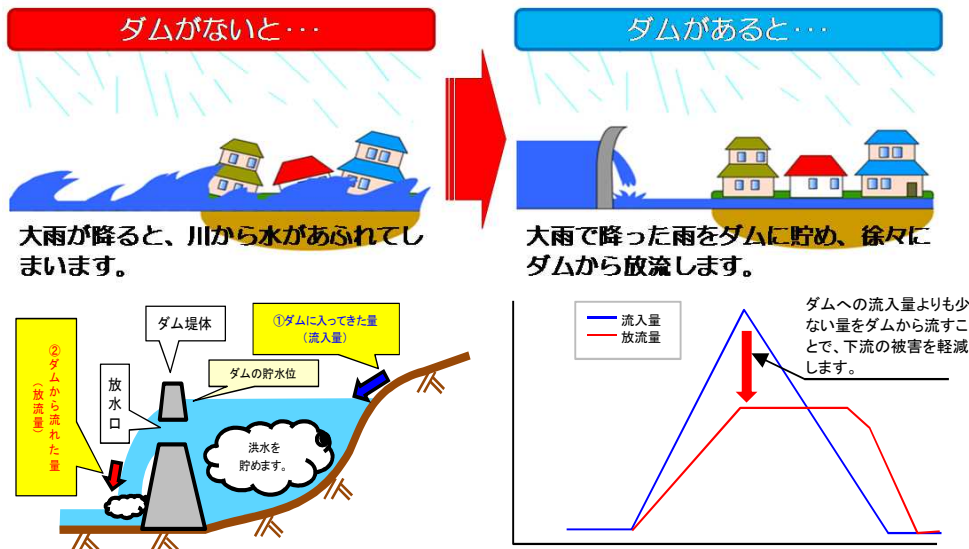 ダムがないと･･･
ダムがあると･･･
大雨が降ると、川から水があふれてし
まいます。
大雨で降った雨をダムに貯め、徐々に
ダムから放流します。
②ダムから流れた量
（放流量）
放水口
ダム堤体
①ダムに入ってきた量
（流入量）
ダムの貯水位
洪水を
貯めます。
流入量
放流量
ダムへの流入量よりも少
ない量をダムから流すこ
とで、下流の被害を軽減
します。